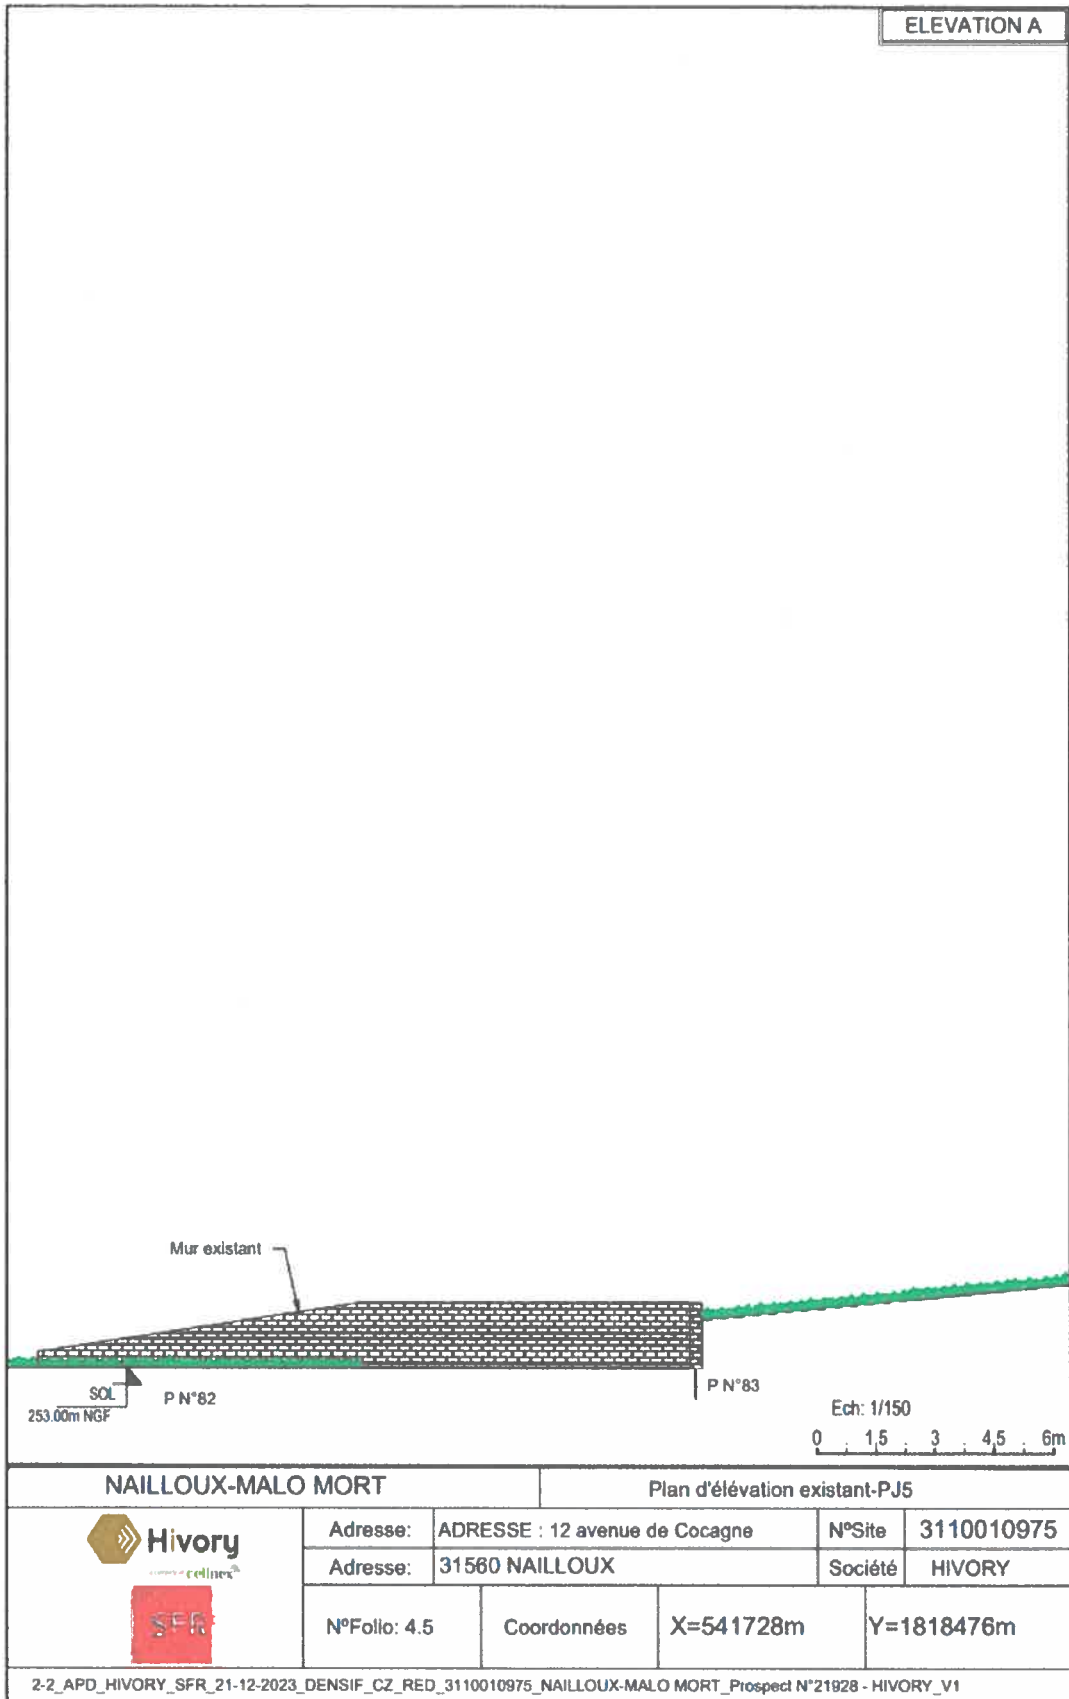 ELEVATION A
Mur existant
SOL
253.00m NGF
P N°82
P N°83
Ech: 1/150
0 1,5 3 4,5 6m
NAILLOUX-MALO MORT
Plan d'élévation existant-PJ5
Hivory
cellnex
SFR
Adresse: ADRESSE : 12 avenue de Cocagne N°Site 3110010975
Adresse: 31560 NAILLOUX Société HIVORY
N°Folio: 4.5 Coordonnées X=541728m Y=1818476m
2-2_APD_HIVORY_SFR_21-12-2023_DENSIF_CZ_RED_3110010975_NAILLOUX-MALO MORT_Prospect N°21928 - HIVORY_V1